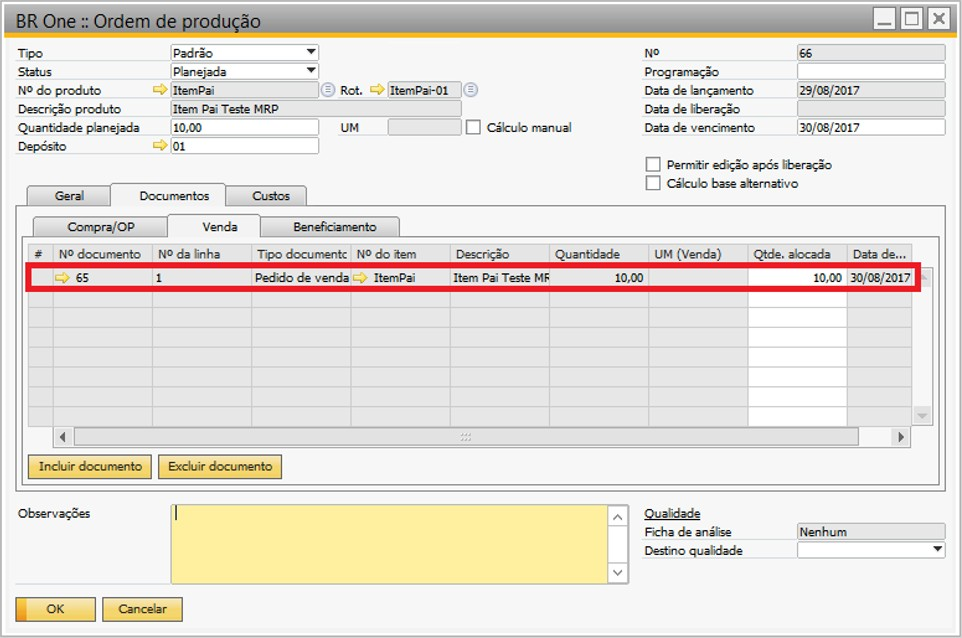 BR One :: Ordem de produção
Tipo Padrão Nº 66
Status Planejada Programação
Nº do produto ItemPai Rot. ItemPai-01 Data de lançamento 29/08/2017
Descrição produto Item Pai Teste MRP Data de liberação
Quantidade planejada 10,00 UM Cálculo manual Data de vencimento 30/08/2017
Depósito 01
Permitir edição após liberação
Cálculo base alternativo
Geral Documentos Custos
Compra/OP Venda Beneficiamento
# Nº documento Nº da linha Tipo documento Nº do item Descrição Quantidade UM (Venda) Qtde. alocada Data de...
65 1 Pedido de venda ItemPai Item Pai Teste MR 10,00 10,00 30/08/2017
Incluir documento Excluir documento
Observações Qualidade
Ficha de análise Nenhum
Destino qualidade
OK Cancelar